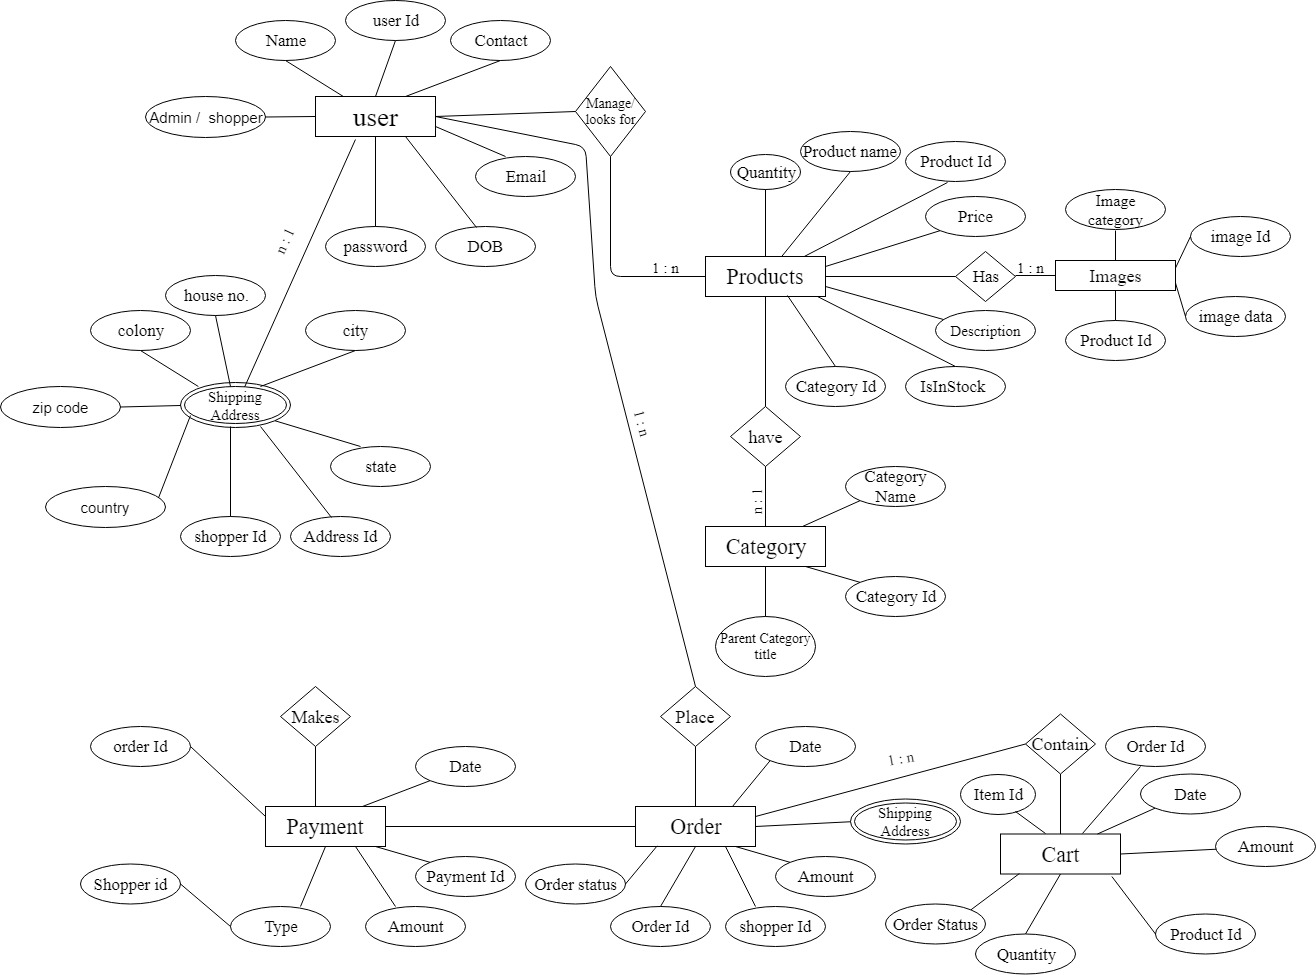 user Id
Name
Contact
Admin /  shopper
user
Manage/
looks for
Email
password
DOB
n : 1
Quantity
Product name
Product Id
Price
Products
1 : n
Has
1 : n
Images
Image
category
image Id
image data
Product Id
Description
IsInStock
Category Id
house no.
colony
city
zip code
Shipping
Address
state
country
shopper Id
Address Id
1 : n
have
n : 1
Category
Name
Category
Category Id
Parent Category
title
Makes
Place
order Id
Date
Payment
Shopper id
Type
Amount
Payment Id
Order
Date
Shipping
Address
Order status
Order Id
shopper Id
Amount
1 : n
Contain
Order Id
Item Id
Date
Cart
Amount
Order Status
Quantity
Product Id